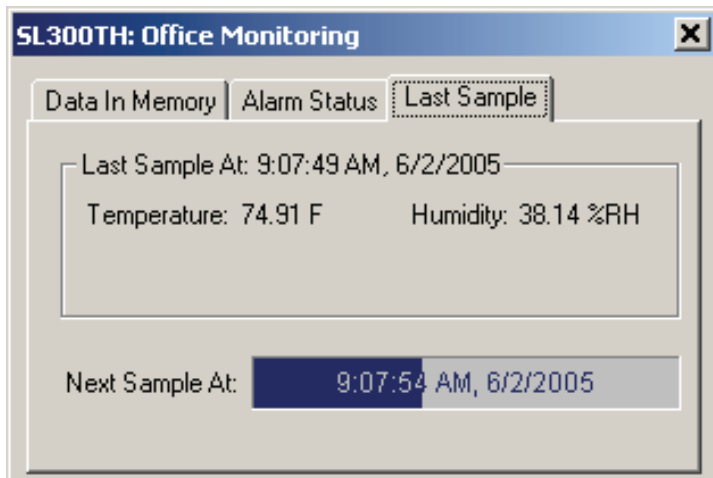 SL300TH: Office Monitoring
Data In Memory Alarm Status Last Sample
Last Sample At: 9:07:49 AM, 6/2/2005
Temperature: 74.91 F Humidity: 38.14 %RH
Next Sample At: 9:07:54 AM, 6/2/2005